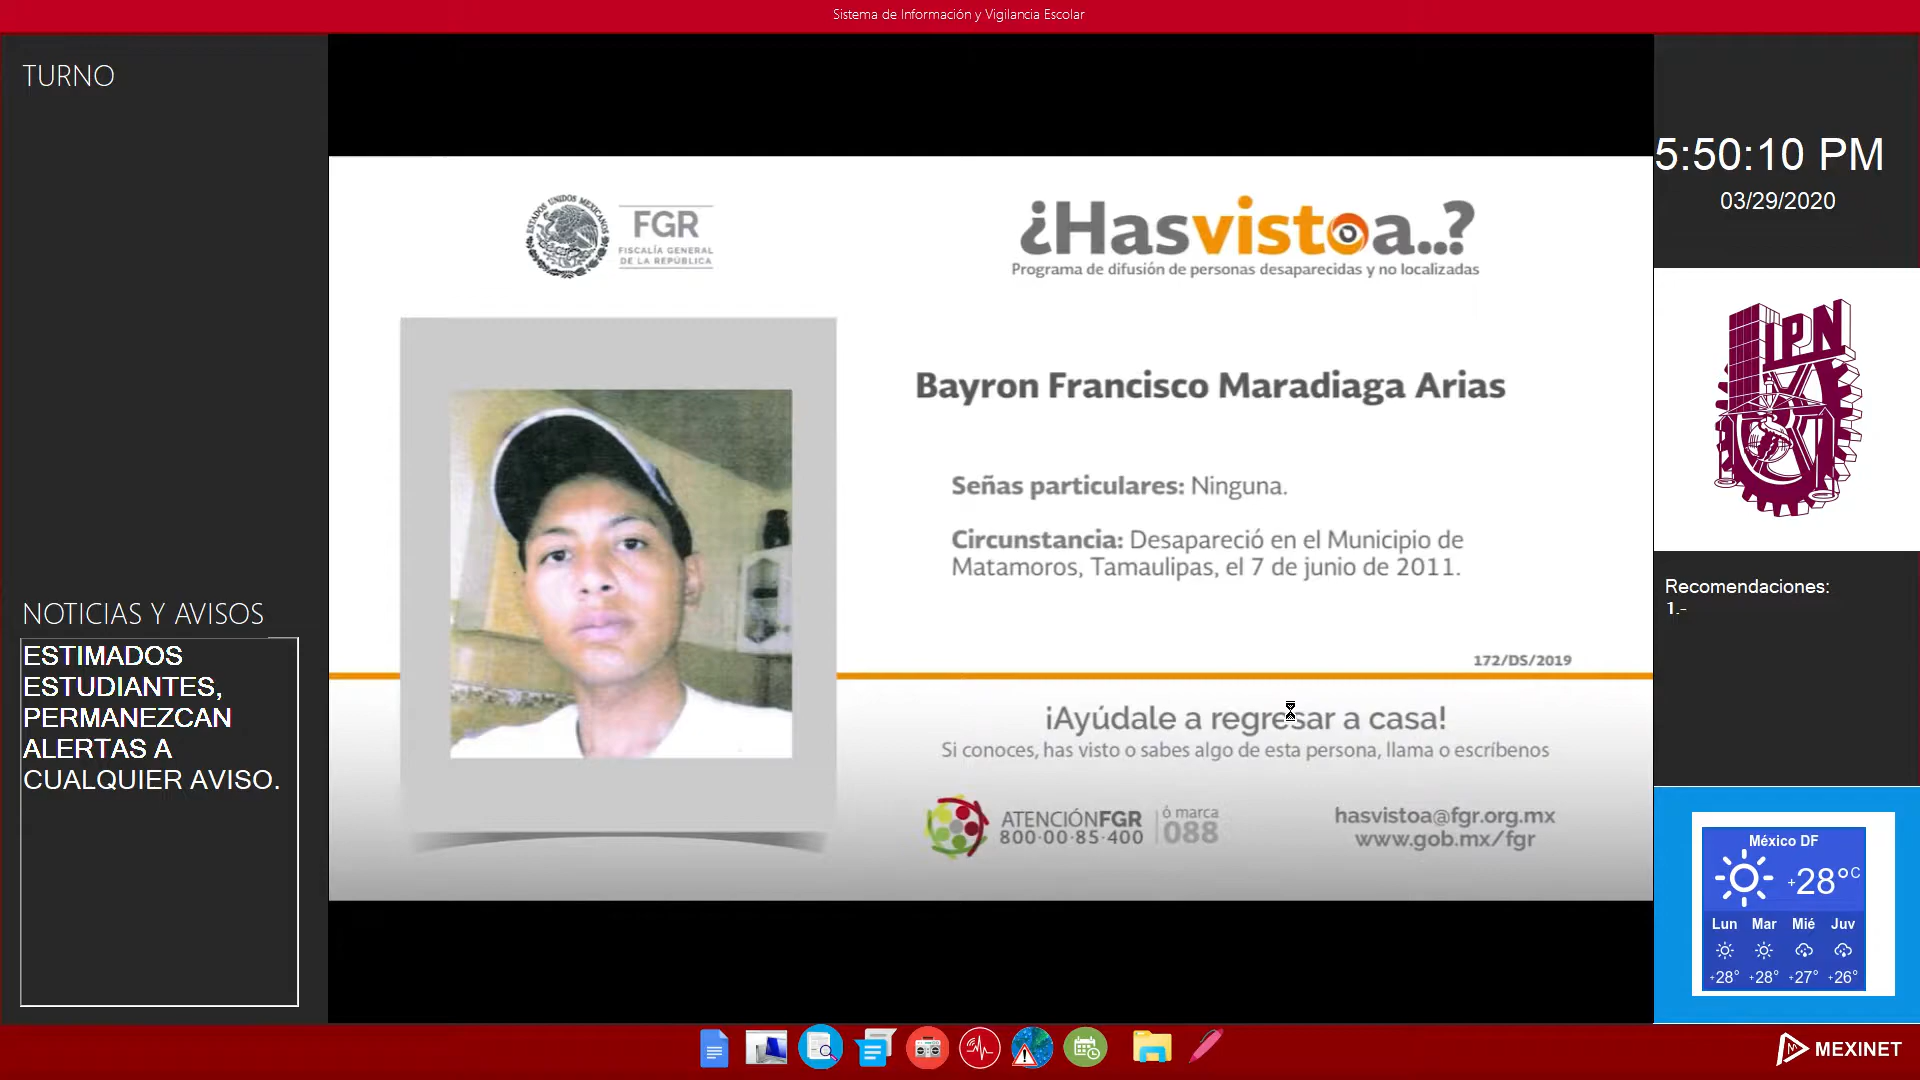 Sistema de Información y Vigilancia Escolar
TURNO
NOTICIAS Y AVISOS
ESTIMADOS
ESTUDIANTES,
PERMANEZCAN
ALERTAS A
CUALQUIER AVISO.
ESTADOS UNIDOS MEXICANOS
FGR
FISCALÍA GENERAL
DE LA REPÚBLICA
¿Has visto a..?
Programa de difusión de personas desaparecidas y no localizadas
Bayron Francisco Maradiaga Arias
Señas particulares: Ninguna.
Circunstancia: Desapareció en el Municipio de
Matamoros, Tamaulipas, el 7 de junio de 2011.
172/DS/2019
¡Ayúdale a regresar a casa!
Si conoces, has visto o sabes algo de esta persona, llama o escríbenos
ATENCIÓNFGR
800·00·85·400
ó marca
088
hasvistoa@fgr.org.mx
www.gob.mx/fgr
5:50:10 PM
03/29/2020
IPN
Recomendaciones:
1.-
México DF
+28°C
Lun Mar Mié Juv
+28° +28° +27° +26°
MEXINET